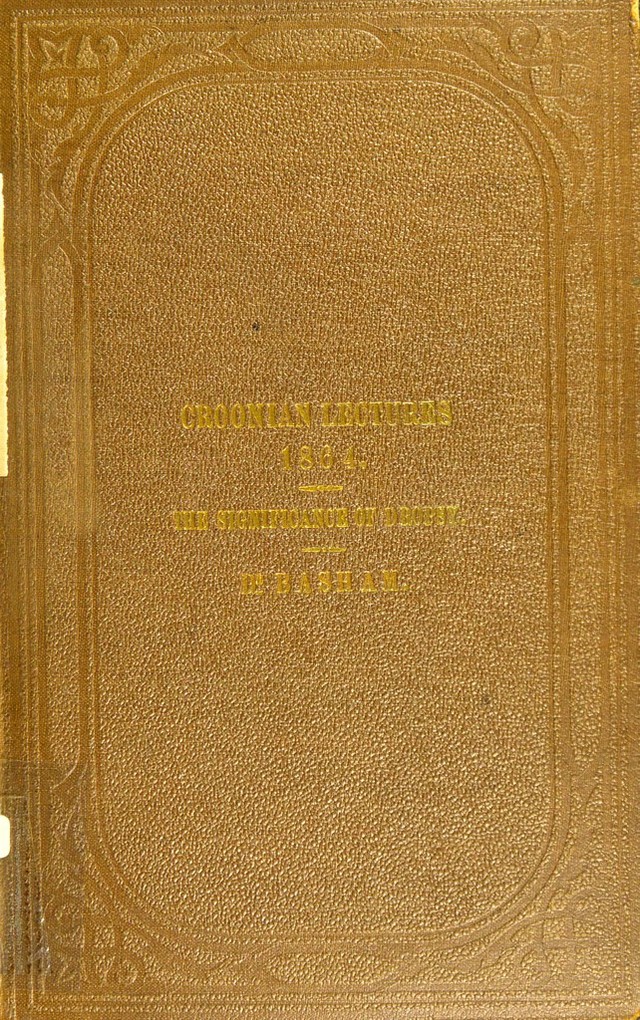 CROONIAN LECTURES
1864.
THE SIGNIFICANCE OF DROPSY.
DR BASHAM.